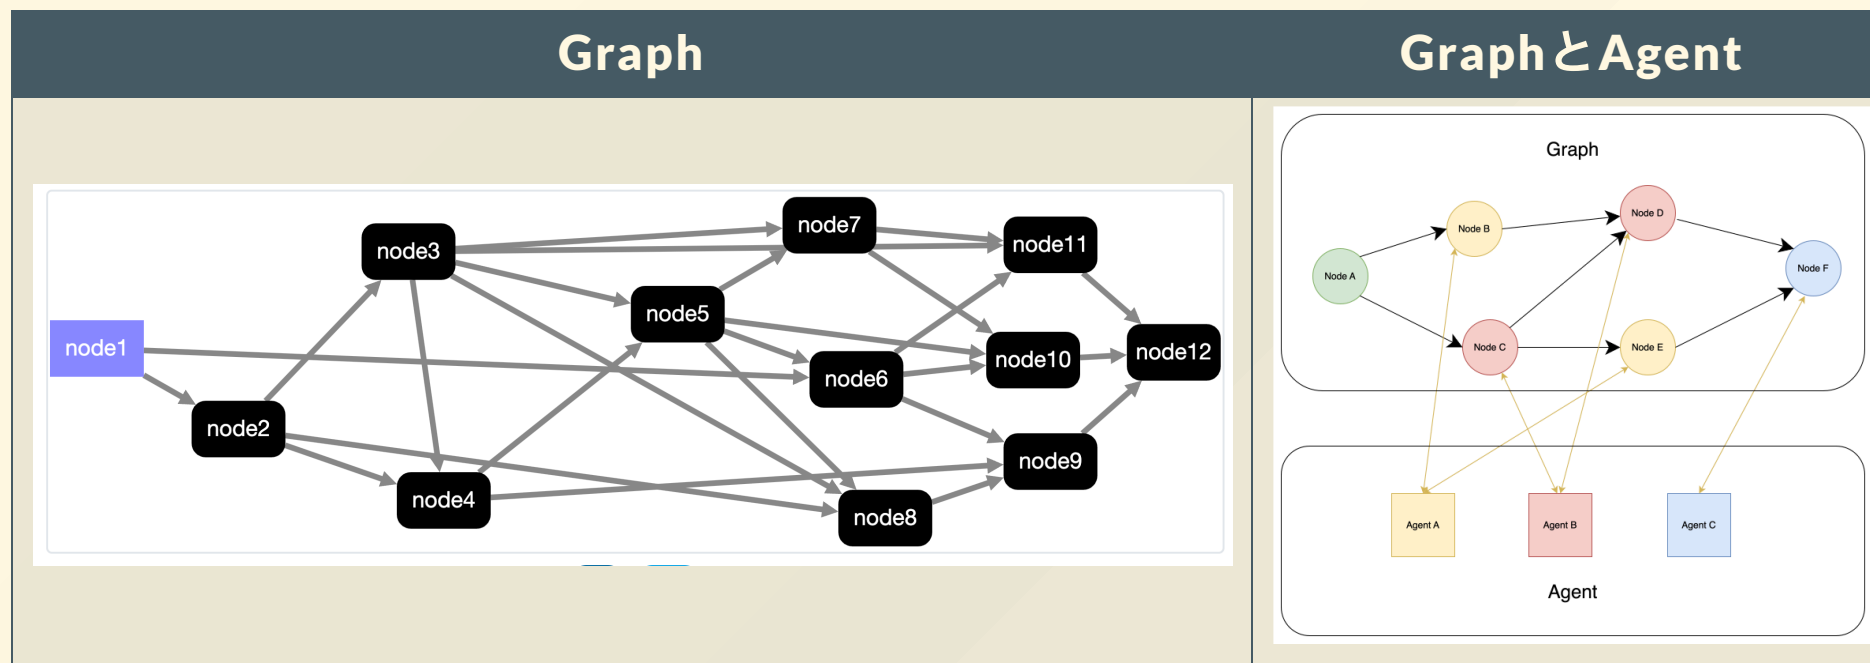 Graph
GraphとAgent
node1
node2
node3
node4
node5
node6
node7
node8
node9
node10
node11
node12
Graph
Node A
Node B
Node C
Node D
Node E
Node F
Agent A
Agent B
Agent C
Agent